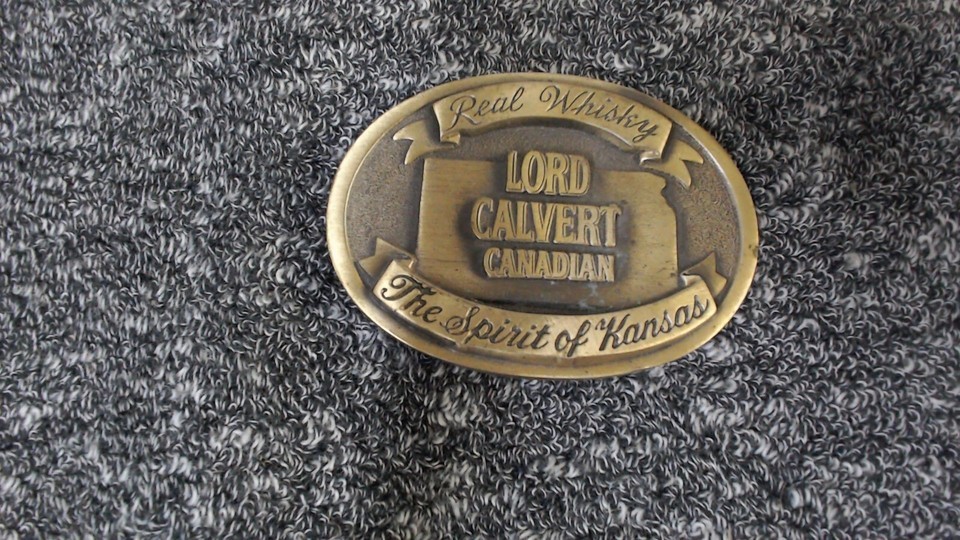 Real Whisky
LORD
CALVERT
CANADIAN
The Spirit of Kansas